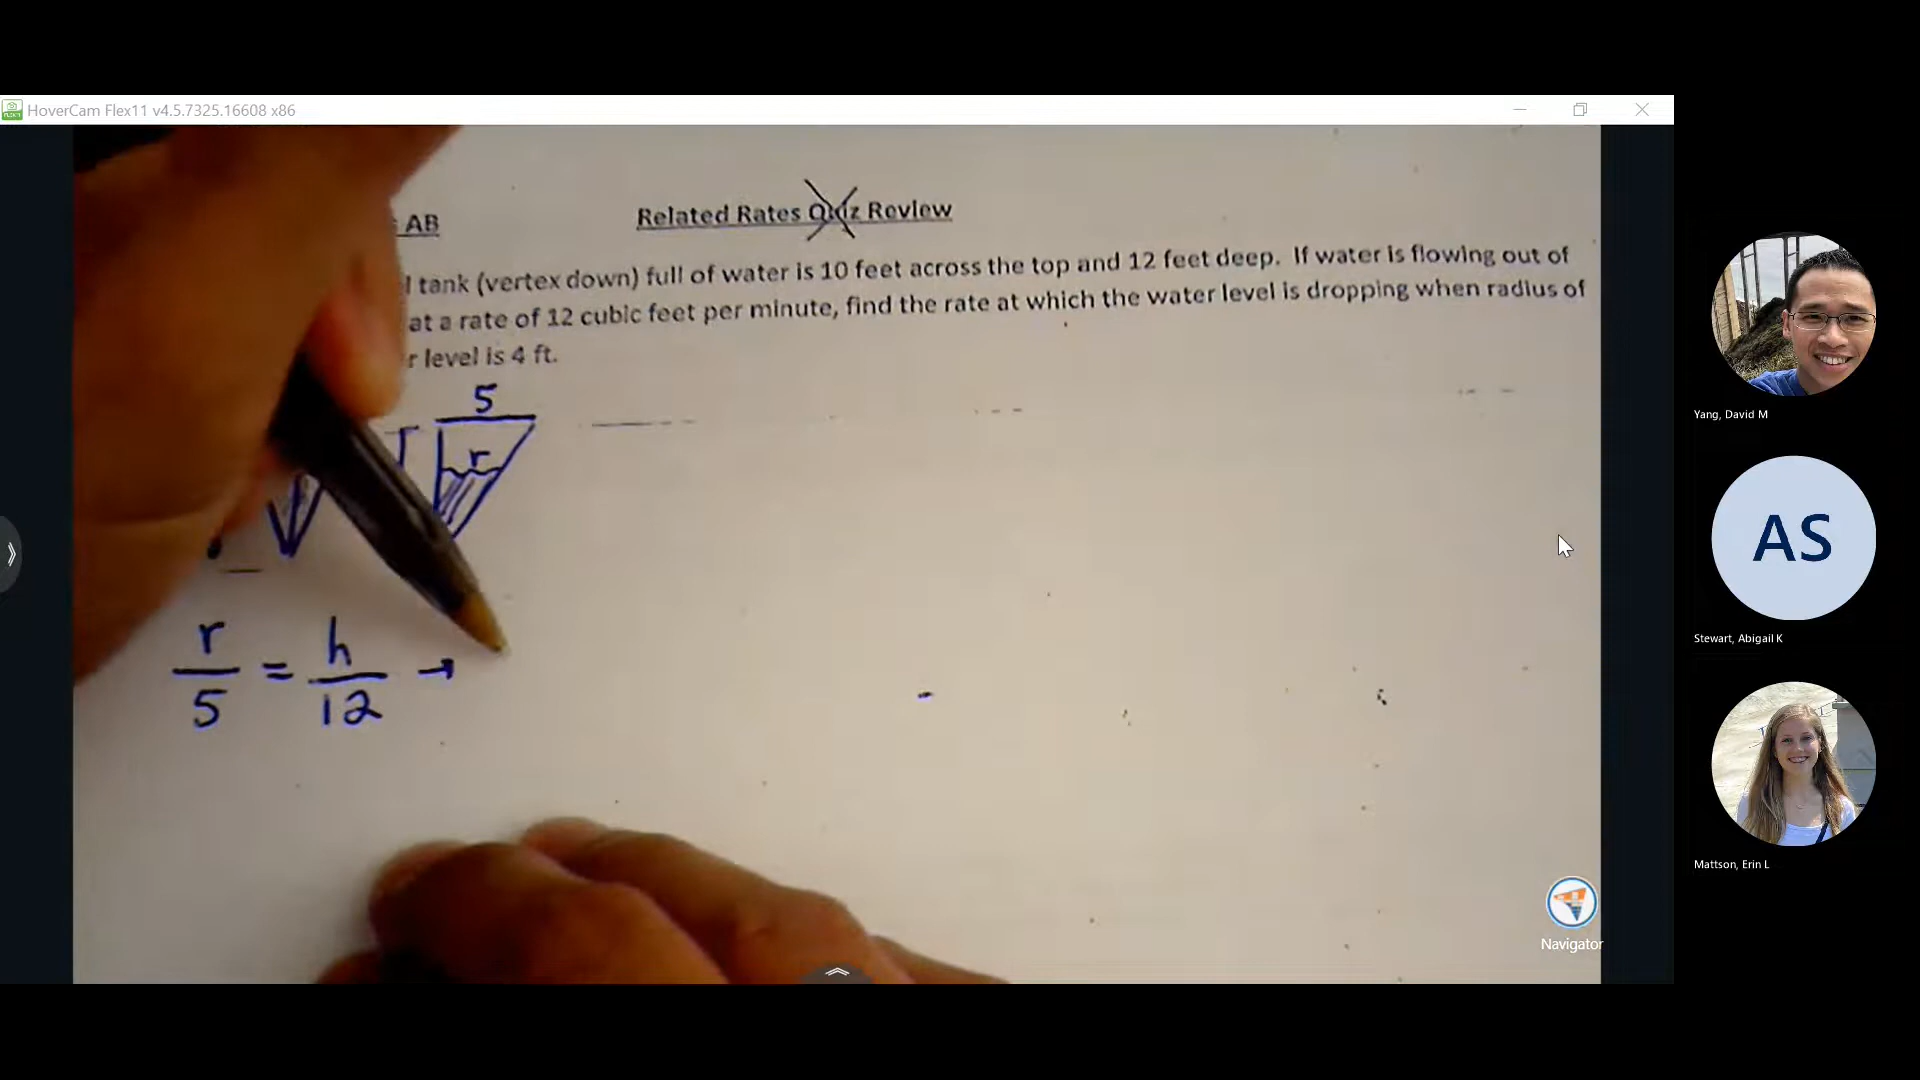 HoverCam Flex11 v4.5.7325.16608 x86
AB
Related Rates Quiz Review
tank (vertex down) full of water is 10 feet across the top and 12 feet deep. If water is flowing out of
at a rate of 12 cubic feet per minute, find the rate at which the water level is dropping when radius of
r level is 4 ft.
5
r
r/5 = h/12 →
Yang, David M
AS
Stewart, Abigail K
Mattson, Erin L
Navigator